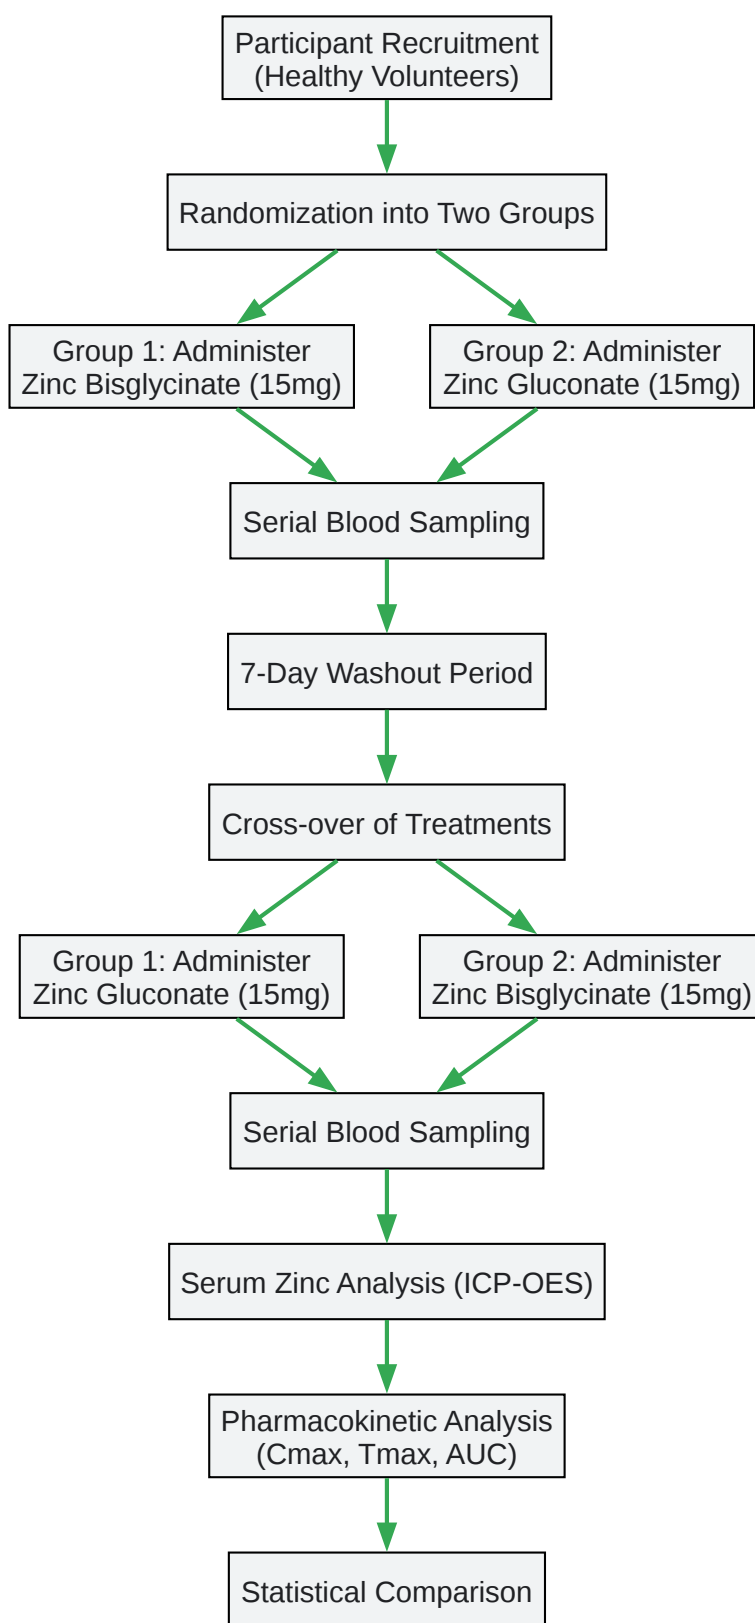 Participant Recruitment
(Healthy Volunteers)
Randomization into Two Groups
Group 1: Administer
Zinc Bisglycinate (15mg)
Group 2: Administer
Zinc Gluconate (15mg)
Serial Blood Sampling
7-Day Washout Period
Cross-over of Treatments
Group 1: Administer
Zinc Gluconate (15mg)
Group 2: Administer
Zinc Bisglycinate (15mg)
Serial Blood Sampling
Serum Zinc Analysis (ICP-OES)
Pharmacokinetic Analysis
(Cmax, Tmax, AUC)
Statistical Comparison